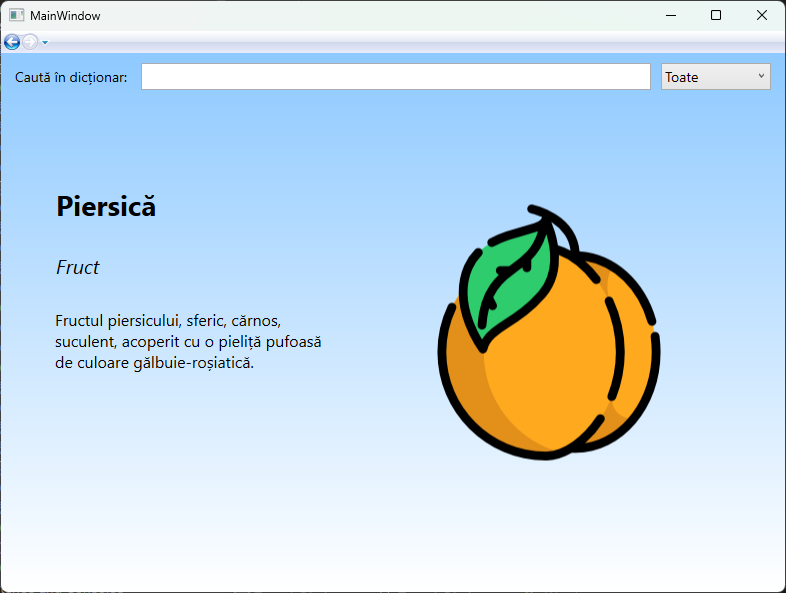 MainWindow
Caută în dicționar:
Toate
Piersică
Fruct
Fructul piersicului, sferic, cărnos,
suculent, acoperit cu o pieliță pufoasă
de culoare gălbuie-roșiatică.